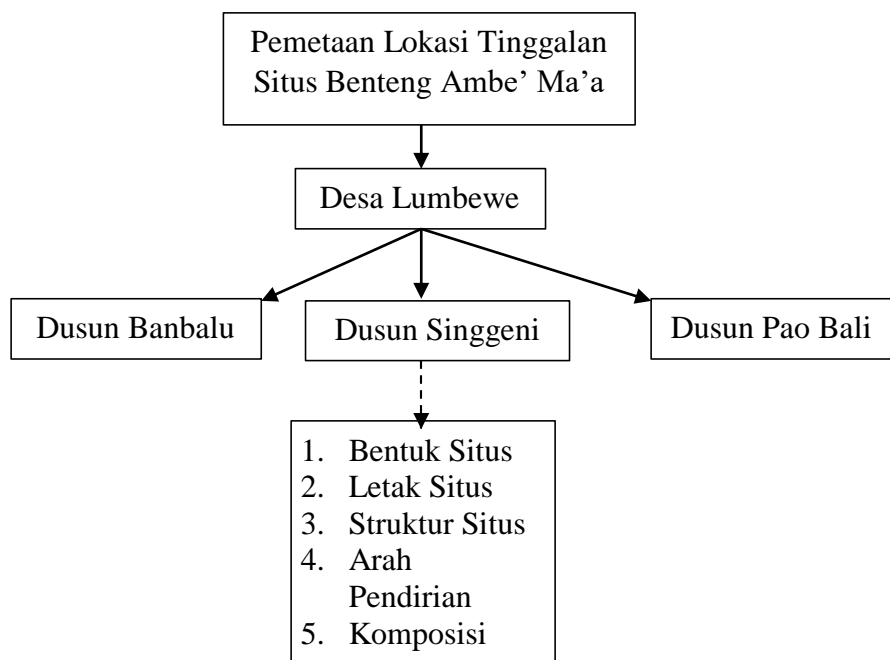 Pemetaan Lokasi Tinggalan
Situs Benteng Ambe’ Ma’a
Desa Lumbewe
Dusun Banbalu
Dusun Singgeni
Dusun Pao Bali
1. Bentuk Situs
2. Letak Situs
3. Struktur Situs
4. Arah
Pendirian
5. Komposisi